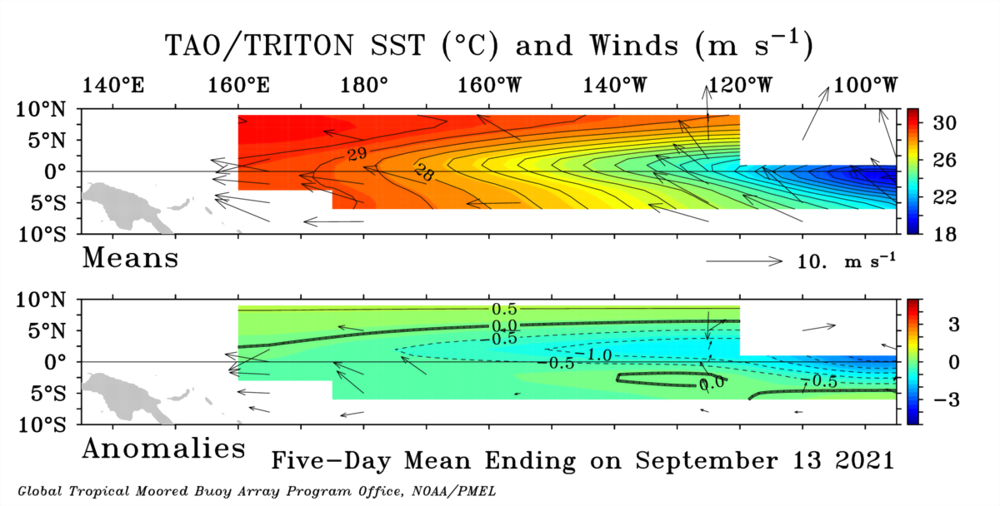 TAO/TRITON SST (°C) and Winds (m s⁻¹)
140°E 160°E 180° 160°W 140°W 120°W 100°W
10°N
5°N
0°
5°S
10°S
29
28
30
26
22
18
Means
10. m s⁻¹
10°N
5°N
0°
5°S
10°S
0.5
0.0
−0.5
−1.0
−0.5
0.0
−0.5
3
0
−3
Anomalies
Five−Day Mean Ending on September 13 2021
Global Tropical Moored Buoy Array Program Office, NOAA/PMEL